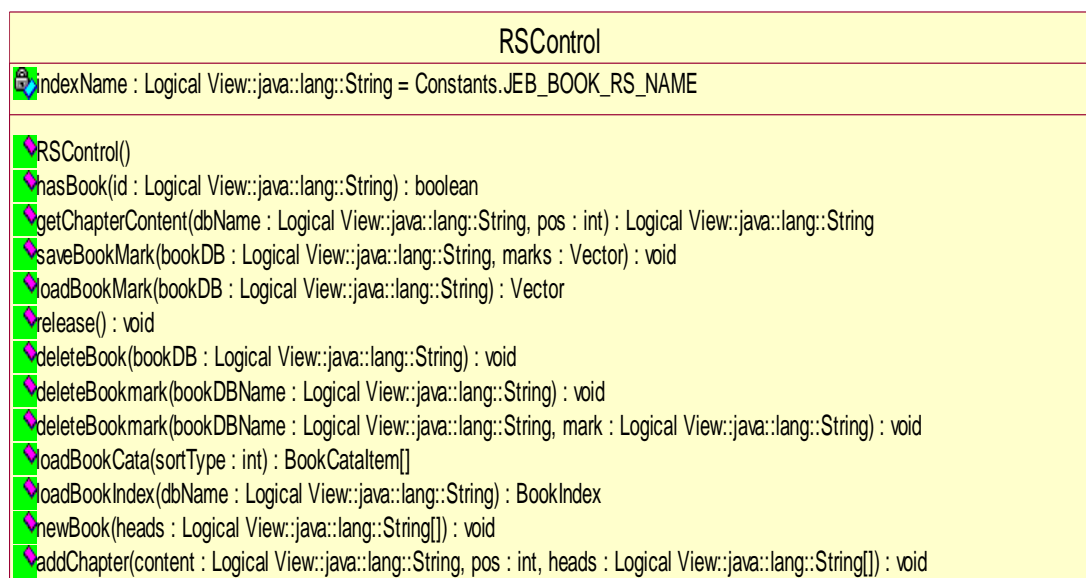 RSControl
indexName : Logical View::java::lang::String = Constants.JEB_BOOK_RS_NAME
RSControl()
hasBook(id : Logical View::java::lang::String) : boolean
getChapterContent(dbName : Logical View::java::lang::String, pos : int) : Logical View::java::lang::String
saveBookMark(bookDB : Logical View::java::lang::String, marks : Vector) : void
loadBookMark(bookDB : Logical View::java::lang::String) : Vector
release() : void
deleteBook(bookDB : Logical View::java::lang::String) : void
deleteBookmark(bookDBName : Logical View::java::lang::String) : void
deleteBookmark(bookDBName : Logical View::java::lang::String, mark : Logical View::java::lang::String) : void
loadBookCata(sortType : int) : BookCataItem[]
loadBookIndex(dbName : Logical View::java::lang::String) : BookIndex
newBook(heads : Logical View::java::lang::String[]) : void
addChapter(content : Logical View::java::lang::String, pos : int, heads : Logical View::java::lang::String[]) : void